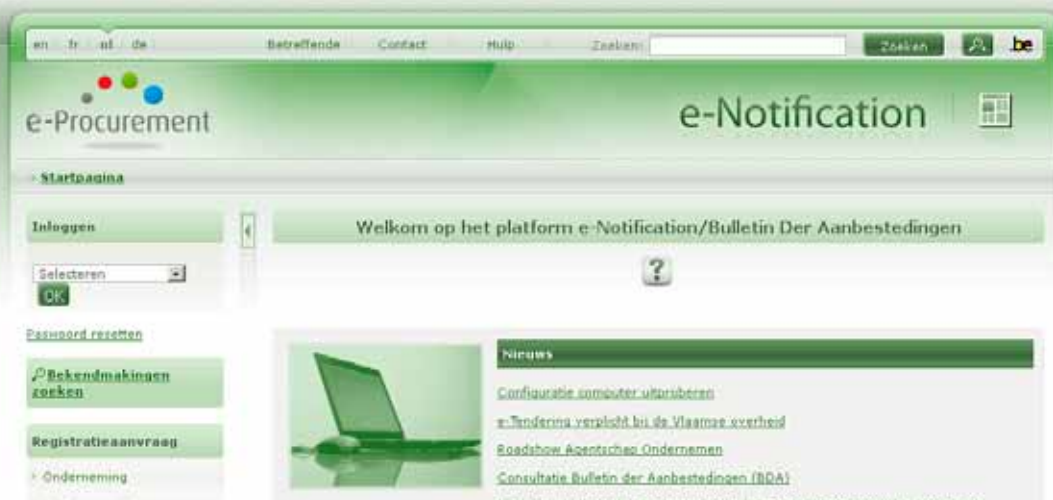 en fr nl de Betreffende Contact Hulp Zoeken: Zoeken .be
e-Procurement
e-Notification
Startpagina
Inloggen
Welkom op het platform e-Notification/Bulletin Der Aanbestedingen
Selecteren
?
OK
Paswoord resetten
Nieuws
Bekendmakingen
zoeken
Configuratie computer uitproberen
e-Tendering verplicht bij de Vlaamse overheid
Registratieaanvraag
Roadshow Agentschap Ondernemen
Onderneming
Consultatie Bulletin der Aanbestedingen (BDA)